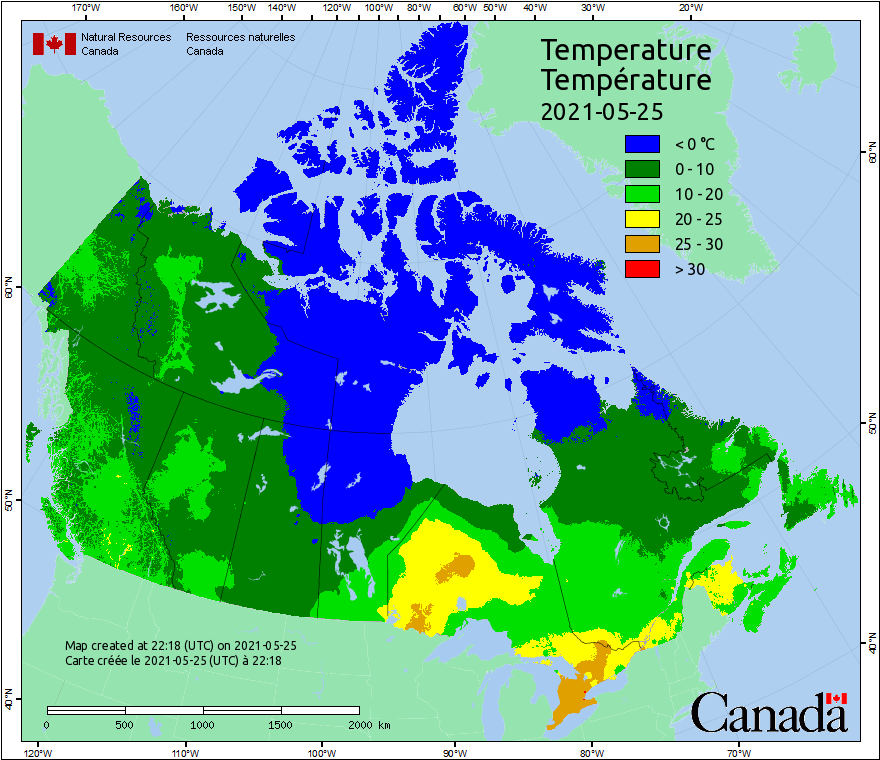 170°W 160°W 150°W 140°W 130°W 120°W 110°W 100°W 90°W 80°W 60°W 50°W 40°W 30°W 20°W
Natural Resources Ressources naturelles
Canada Canada
Temperature
Température
2021-05-25
< 0 °C
0 - 10
10 - 20
20 - 25
25 - 30
> 30
60°N
60°N
50°N
50°N
40°N
40°N
Map created at 22:18 (UTC) on 2021-05-25
Carte créée le 2021-05-25 (UTC) à 22:18
0 500 1000 1500 2000 km
Canada
120°W 110°W 100°W 90°W 80°W 70°W